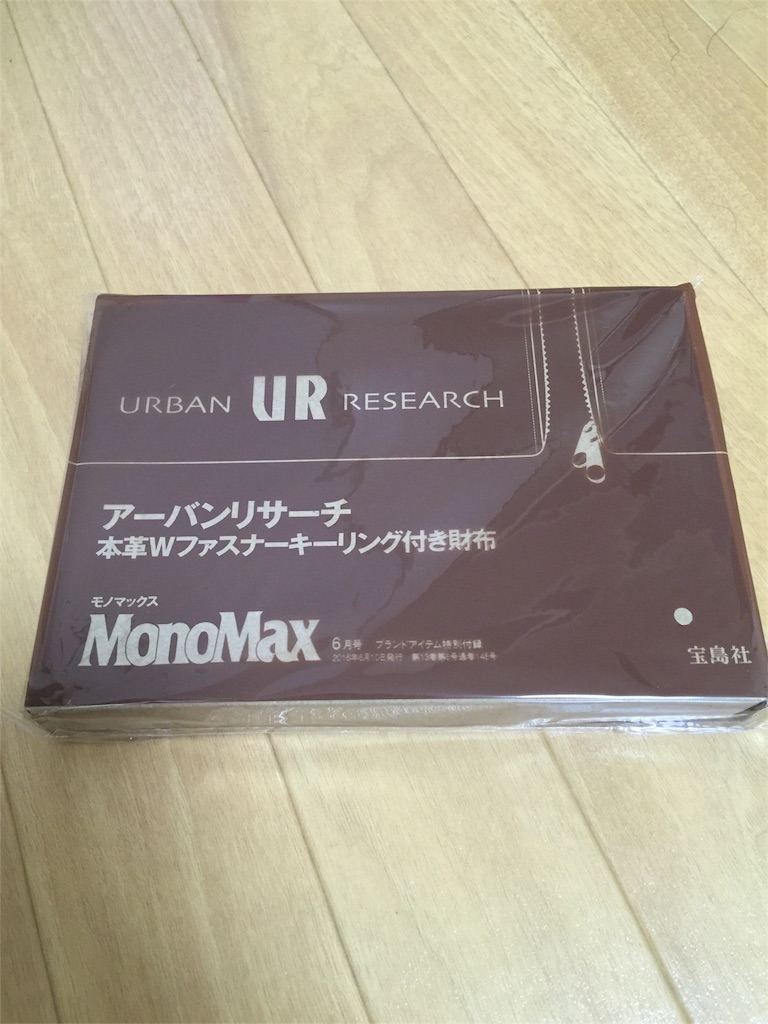 URBAN UR RESEARCH
アーバンリサーチ
本革Wファスナーキーリング付き財布
モノマックス
MonoMax
6月号 ブランドアイテム特別付録
宝島社